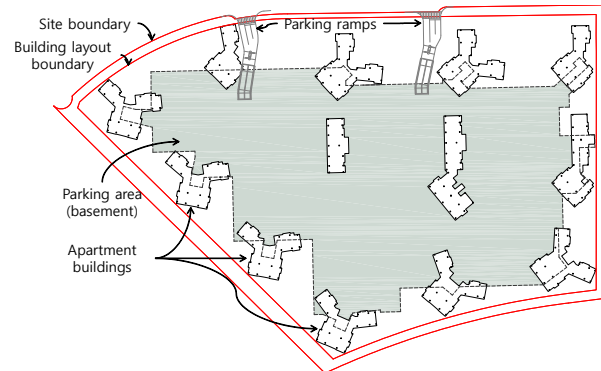 Site boundary
Parking ramps
Building layout
boundary
Parking area
(basement)
Apartment
buildings